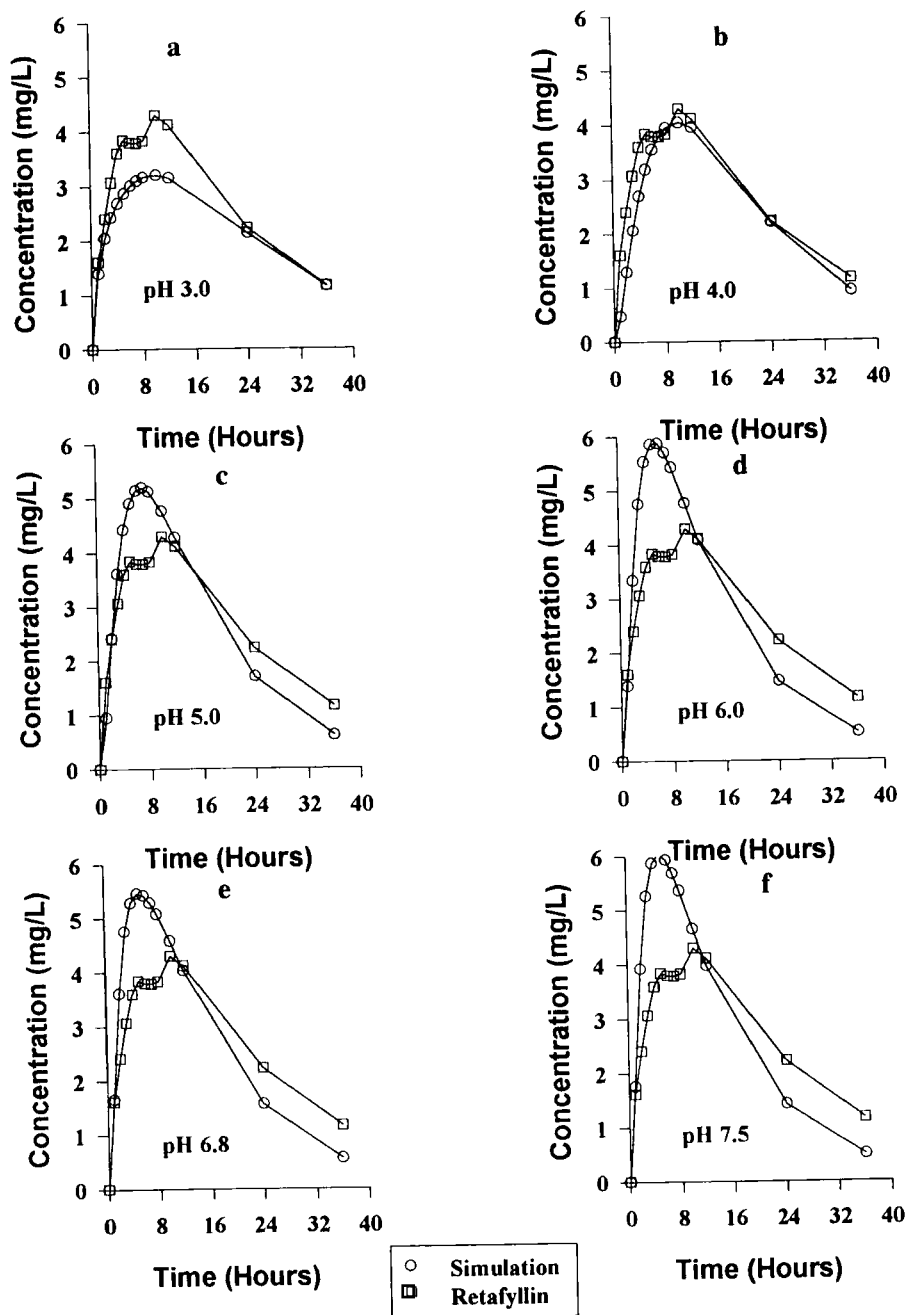 a
Concentration (mg/L)
6
5
4
3
2
1
0
pH 3.0
0 8 16 24 32 40
Time (Hours)
b
Concentration (mg/L)
6
5
4
3
2
1
0
pH 4.0
0 8 16 24 32 40
Time (Hours)
c
Concentration (mg/L)
6
5
4
3
2
1
0
pH 5.0
0 8 16 24 32 40
Time (Hours)
d
Concentration (mg/L)
6
5
4
3
2
1
0
pH 6.0
0 8 16 24 32 40
Time (Hours)
e
Concentration (mg/L)
6
5
4
3
2
1
0
pH 6.8
0 8 16 24 32 40
Time (Hours)
f
Concentration (mg/L)
6
5
4
3
2
1
0
pH 7.5
0 8 16 24 32 40
Time (Hours)
Simulation
Retafyllin